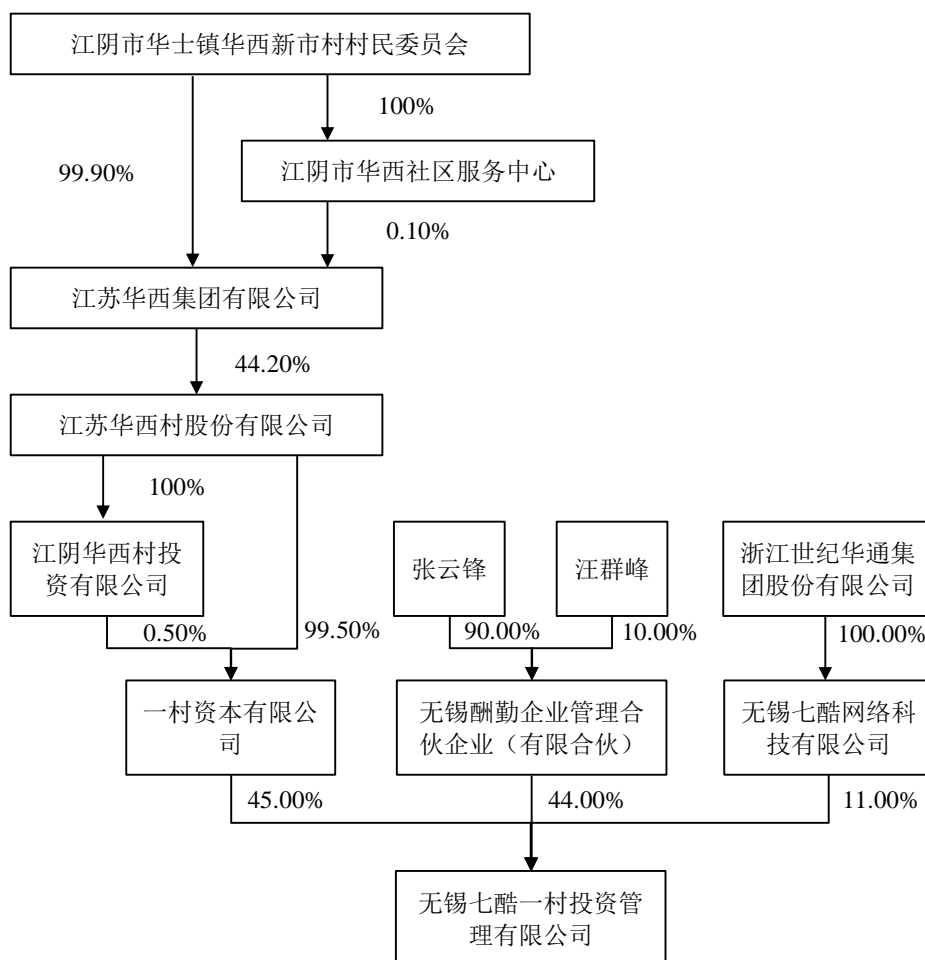 江阴市华士镇华西新市村村民委员会
100%
99.90%
江阴市华西社区服务中心
0.10%
江苏华西集团有限公司
44.20%
江苏华西村股份有限公司
100%
江阴华西村投
资有限公司
张云锋
汪群峰
浙江世纪华通集
团股份有限公司
0.50%
99.50%
90.00%
10.00%
100.00%
一村资本有限公
司
无锡酬勤企业管理合
伙企业（有限合伙）
无锡七酷网络科
技有限公司
45.00%
44.00%
11.00%
无锡七酷一村投资管
理有限公司